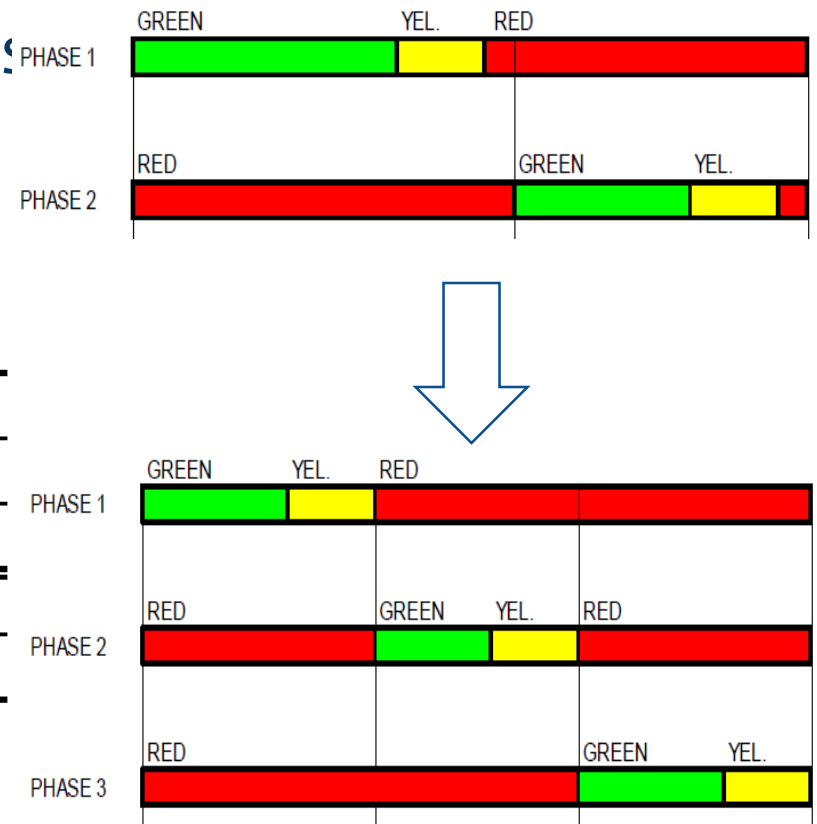 GREEN YEL. RED
PHASE 1
RED GREEN YEL.
PHASE 2
GREEN YEL. RED
PHASE 1
RED GREEN YEL. RED
PHASE 2
RED GREEN YEL.
PHASE 3